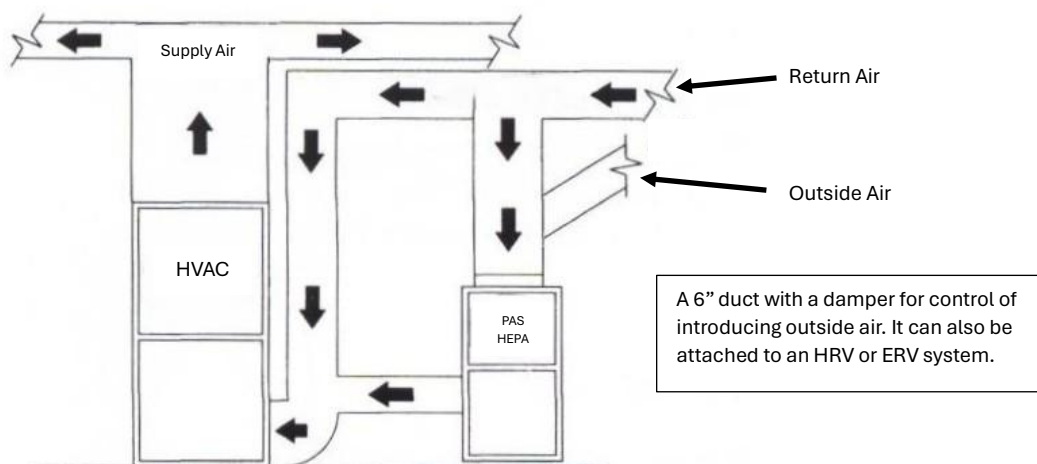 Supply Air
Return Air
Outside Air
HVAC
PAS
HEPA
A 6” duct with a damper for control of
introducing outside air. It can also be
attached to an HRV or ERV system.